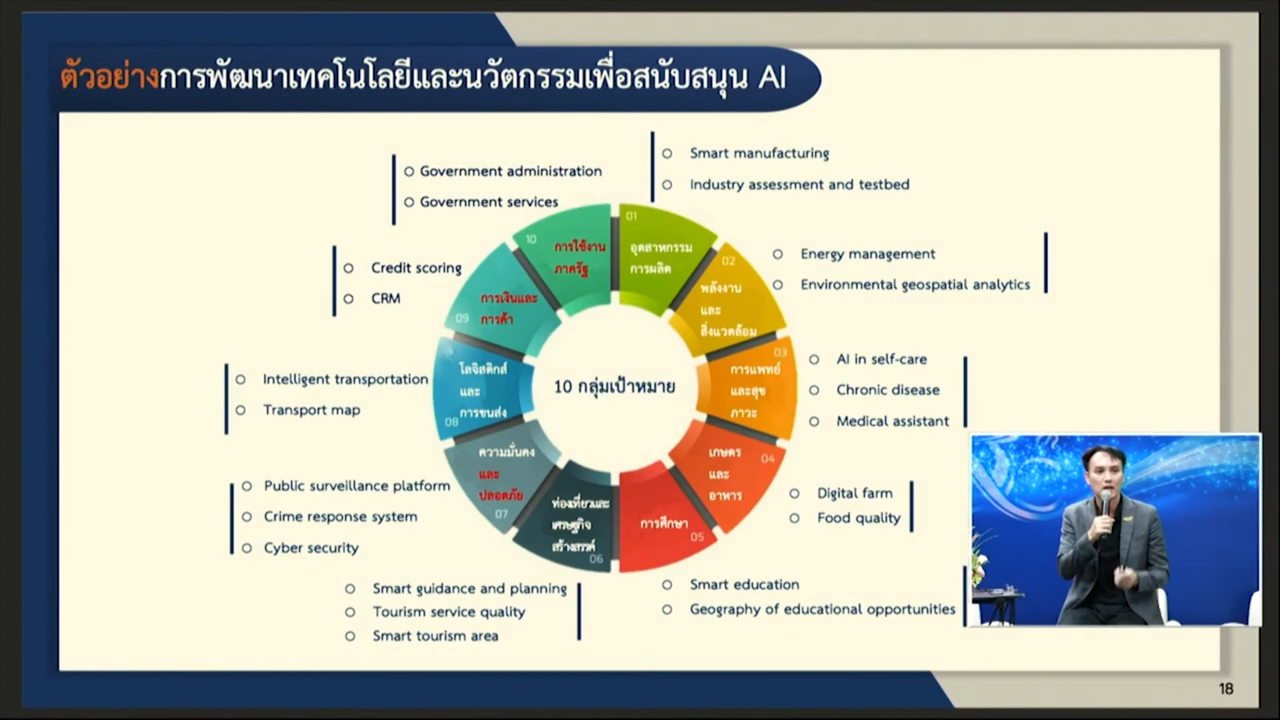 ตัวอย่างการพัฒนาเทคโนโลยีและนวัตกรรมเพื่อสนับสนุน AI
Smart manufacturing
Industry assessment and testbed
Government administration
Government services
01
อุตสาหกรรม
การผลิต
10
การใช้งาน
ภาครัฐ
02
พลังงาน
และ
สิ่งแวดล้อม
Energy management
Environmental geospatial analytics
Credit scoring
CRM
การเงินและ
การค้า
09
03
การแพทย์
และสุข
ภาวะ
AI in self-care
Chronic disease
Medical assistant
10 กลุ่มเป้าหมาย
Intelligent transportation
Transport map
โลจิสติกส์
และ
การขนส่ง
08
04
เกษตร
และ
อาหาร
Digital farm
Food quality
Public surveillance platform
Crime response system
Cyber security
ความมั่นคง
และ
ปลอดภัย
07
ท่องเที่ยวและ
เศรษฐกิจ
สร้างสรรค์
06
การศึกษา
05
Smart guidance and planning
Tourism service quality
Smart tourism area
Smart education
Geography of educational opportunities
18